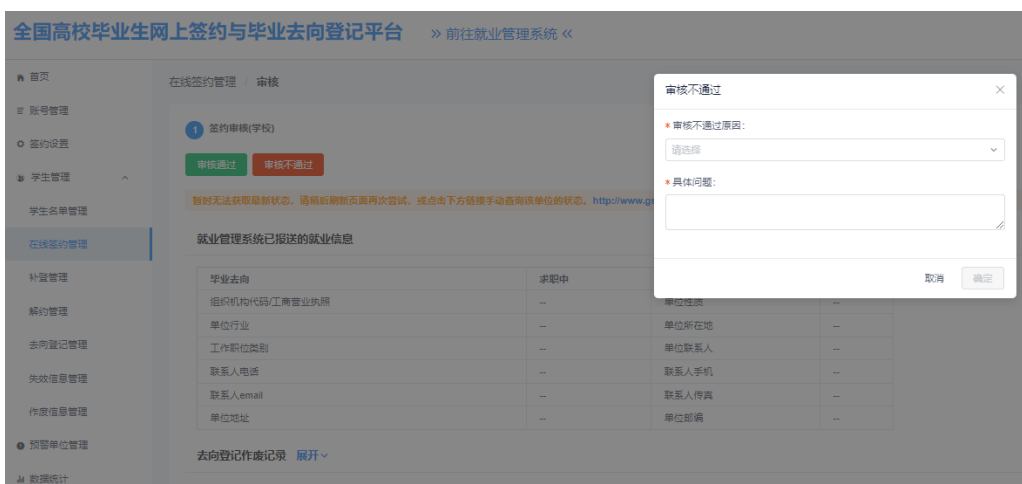 全国高校毕业生网上签约与毕业去向登记平台 » 前往就业管理系统 «
首页
账号管理
签约设置
学生管理
学生名单管理
在线签约管理
补登管理
解约管理
去向登记管理
失效信息管理
作废信息管理
预警单位管理
数据统计
在线签约管理 / 审核
1 签约审核(学校)
审核通过 审核不通过
暂时无法获取最新状态。请稍后刷新页面再次尝试，或点击下方链接手动查询该单位的状态。http://www.g
就业管理系统已报送的就业信息
毕业去向 求职中
组织机构代码/工商营业执照 -- 单位性质 --
单位行业 -- 单位所在地 --
工作职位类别 -- 单位联系人 --
联系人电话 -- 联系人手机 --
联系人email -- 联系人传真 --
单位地址 -- 单位邮编 --
去向登记作废记录 展开
审核不通过
* 审核不通过原因:
请选择
* 具体问题:
取消 确定